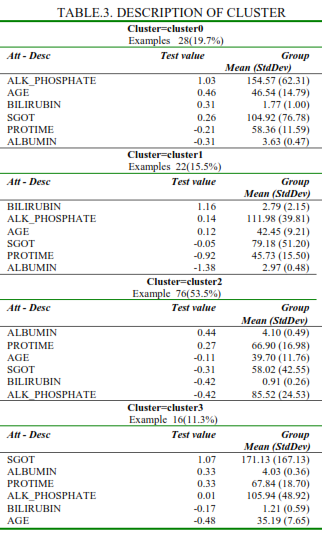 TABLE.3. DESCRIPTION OF CLUSTER
Cluster=cluster0
Examples 28(19.7%)
Att - Desc Test value Group
Mean (StdDev)
ALK_PHOSPHATE 1.03 154.57 (62.31)
AGE 0.46 46.54 (14.79)
BILIRUBIN 0.31 1.77 (1.00)
SGOT 0.26 104.92 (76.78)
PROTIME -0.21 58.36 (11.59)
ALBUMIN -0.31 3.63 (0.47)
Cluster=cluster1
Examples 22(15.5%)
Att - Desc Test value Group
Mean (StdDev)
BILIRUBIN 1.16 2.79 (2.15)
ALK_PHOSPHATE 0.14 111.98 (39.81)
AGE 0.12 42.45 (9.21)
SGOT -0.05 79.18 (51.20)
PROTIME -0.92 45.73 (15.50)
ALBUMIN -1.38 2.97 (0.48)
Cluster=cluster2
Example 76(53.5%)
Att - Desc Test value Group
Mean (StdDev)
ALBUMIN 0.44 4.10 (0.49)
PROTIME 0.27 66.90 (16.98)
AGE -0.11 39.70 (11.76)
SGOT -0.31 58.02 (42.55)
BILIRUBIN -0.42 0.91 (0.26)
ALK_PHOSPHATE -0.42 85.52 (24.53)
Cluster=cluster3
Example 16(11.3%)
Att - Desc Test value Group
Mean (StdDev)
SGOT 1.07 171.13 (167.13)
ALBUMIN 0.33 4.03 (0.36)
PROTIME 0.33 67.84 (18.70)
ALK_PHOSPHATE 0.01 105.94 (48.92)
BILIRUBIN -0.17 1.21 (0.59)
AGE -0.48 35.19 (7.65)